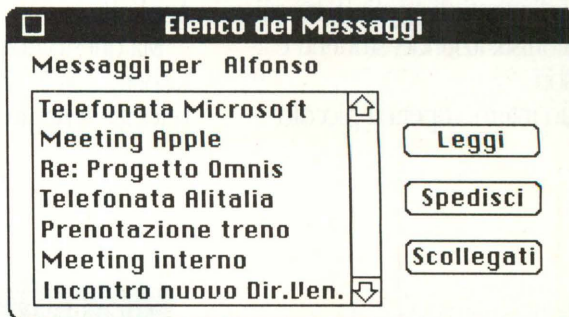 Elenco dei Messaggi
Messaggi per Alfonso
Telefonata Microsoft
Meeting Apple
Re: Progetto Omnis
Telefonata Alitalia
Prenotazione treno
Meeting interno
Incontro nuovo Dir.Ven.
Leggi
Spedisci
Scollegati